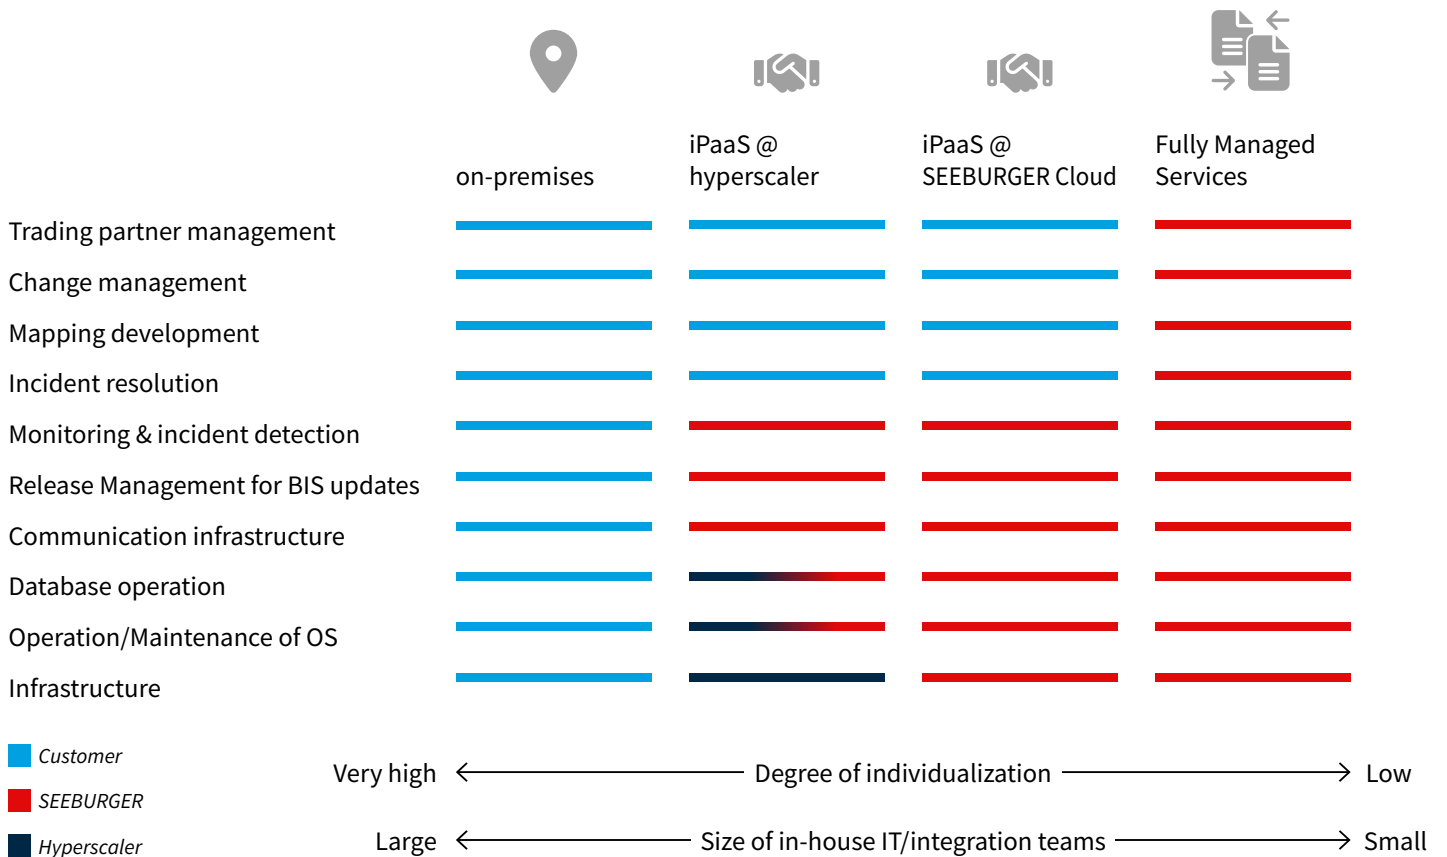 on-premises
iPaaS @
hyperscaler
iPaaS @
SEEBURGER Cloud
Fully Managed
Services
Trading partner management
Change management
Mapping development
Incident resolution
Monitoring & incident detection
Release Management for BIS updates
Communication infrastructure
Database operation
Operation/Maintenance of OS
Infrastructure
Customer
SEEBURGER
Hyperscaler
Very high Degree of individualization Low
Large Size of in-house IT/integration teams Small